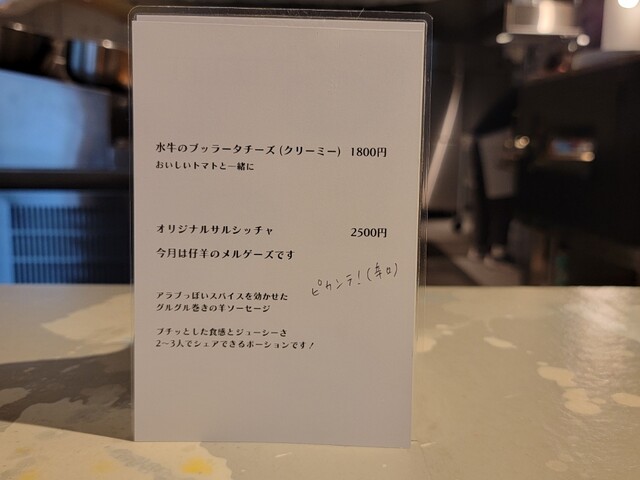 水牛のブッラータチーズ (クリーミー) 1800円
おいしいトマトと一緒に
オリジナルサルシッチャ 2500円
今月は仔羊のメルゲーズです
ピカンテ! (辛口)
アラブっぽいスパイスを効かせた
グルグル巻きの羊ソーセージ
プチッとした食感とジューシーさ
2〜3人でシェアできるポーションです!